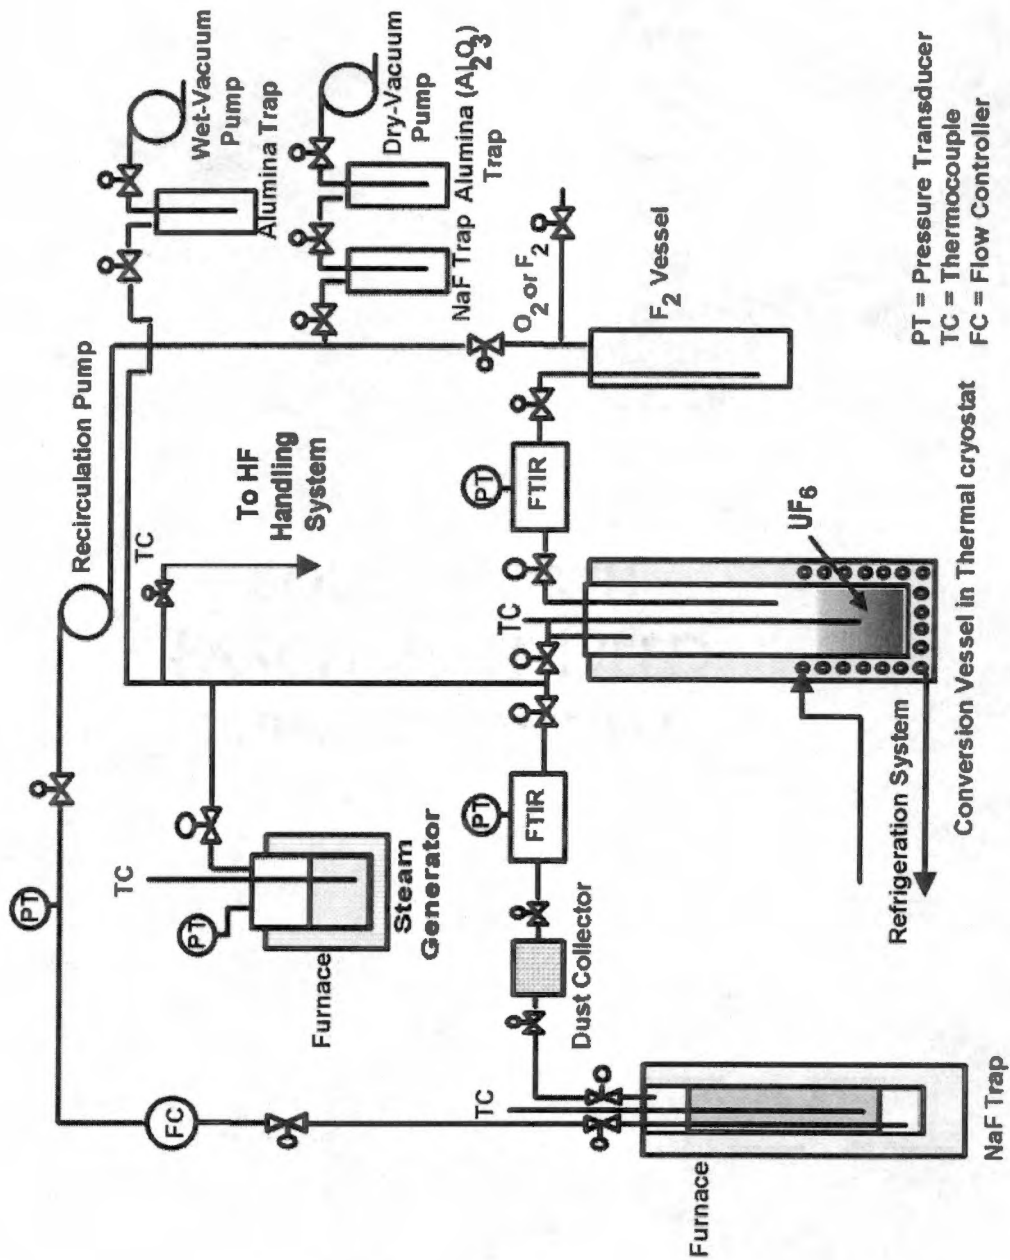 Wet-Vacuum
Pump
Alumina Trap
Dry-Vacuum
Pump
NaF Trap
Alumina (Al2O3)
Trap
Recirculation Pump
O2 or F2
F2 Vessel
To HF
Handling
System
TC
PT
FTIR
TC
UF6
PT
TC
PT
Steam
Generator
Furnace
PT
FTIR
Dust Collector
Refrigeration System
Conversion Vessel in Thermal cryostat
FC
TC
Furnace
NaF Trap
PT = Pressure Transducer
TC = Thermocouple
FC = Flow Controller